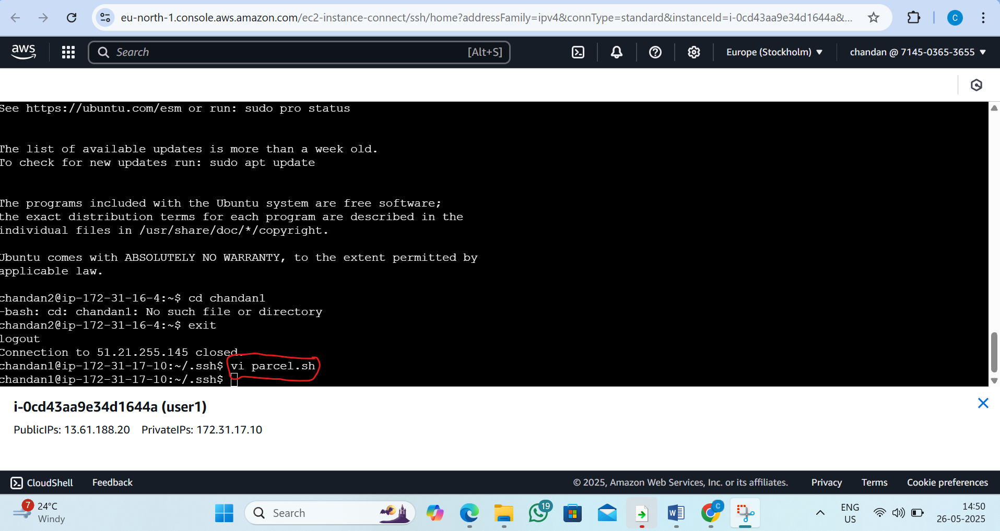 eu-north-1.console.aws.amazon.com/ec2-instance-connect/ssh/home?addressFamily=ipv4&connType=standard&instanceId=i-0cd43aa9e34d1644a&...
C
aws
Search
[Alt+S]
Europe (Stockholm)
chandan @ 7145-0365-3655
See https://ubuntu.com/esm or run: sudo pro status
The list of available updates is more than a week old.
To check for new updates run: sudo apt update
The programs included with the Ubuntu system are free software;
the exact distribution terms for each program are described in the
individual files in /usr/share/doc/*/copyright.
Ubuntu comes with ABSOLUTELY NO WARRANTY, to the extent permitted by
applicable law.
chandan2@ip-172-31-16-4:~$ cd chandan1
-bash: cd: chandan1: No such file or directory
chandan2@ip-172-31-16-4:~$ exit
logout
Connection to 51.21.255.145 closed.
chandan1@ip-172-31-17-10:~/.ssh$ vi parcel.sh
chandan1@ip-172-31-17-10:~/.ssh$
i-0cd43aa9e34d1644a (user1)
PublicIPs: 13.61.188.20 PrivateIPs: 172.31.17.10
CloudShell
Feedback
© 2025, Amazon Web Services, Inc. or its affiliates.
Privacy
Terms
Cookie preferences
7
24°C
Windy
Search
19
W
C
ENG
US
14:50
26-05-2025